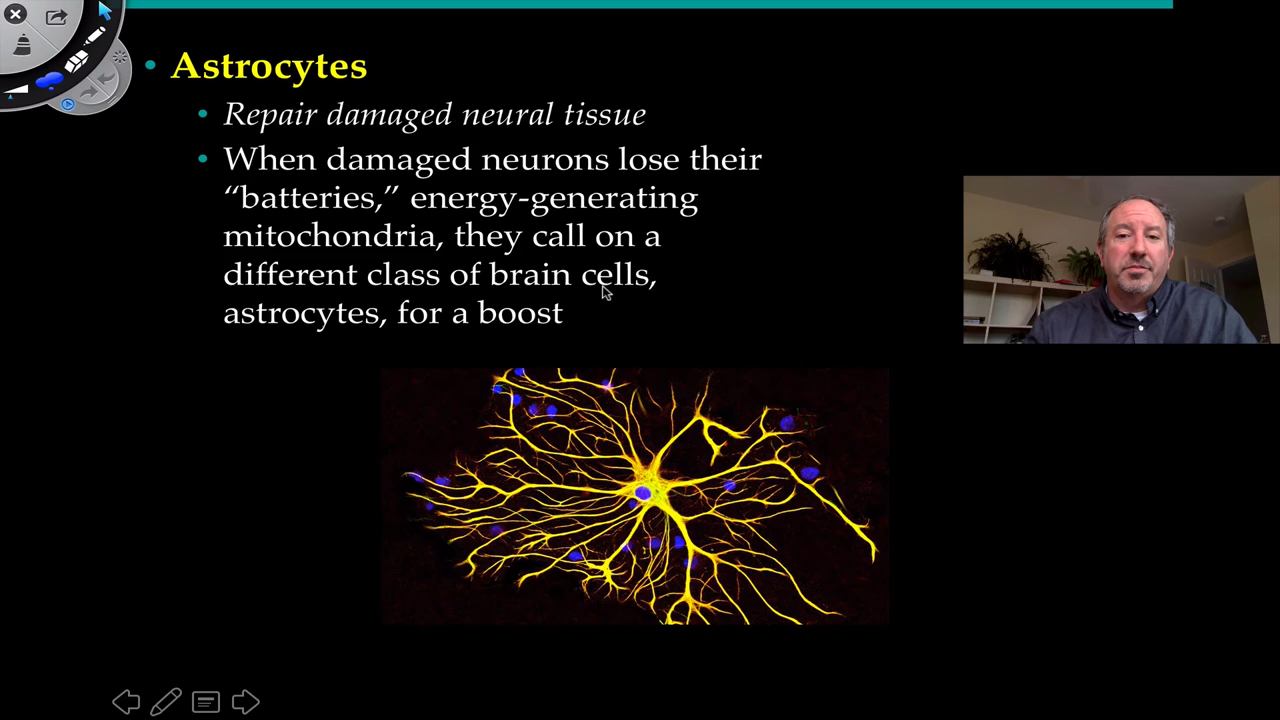 Astrocytes
Repair damaged neural tissue
When damaged neurons lose their
“batteries,” energy-generating
mitochondria, they call on a
different class of brain cells,
astrocytes, for a boost